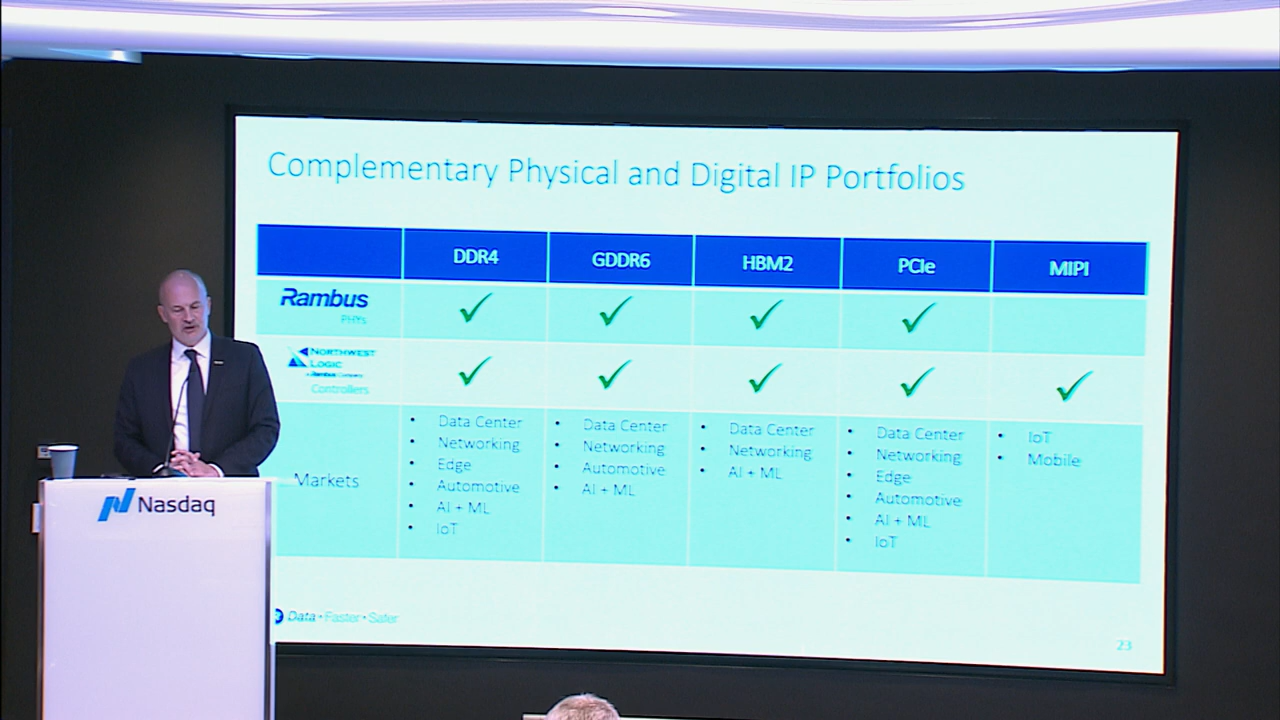 Complementary Physical and Digital IP Portfolios
DDR4
GDDR6
HBM2
PCIe
MIPI
Rambus
PHYs
✓
✓
✓
✓
NORTHWEST
LOGIC
a Rambus Company
Controllers
✓
✓
✓
✓
✓
Markets
• Data Center
• Networking
• Edge
• Automotive
• AI + ML
• IoT
• Data Center
• Networking
• Automotive
• AI + ML
• Data Center
• Networking
• AI + ML
• Data Center
• Networking
• Edge
• Automotive
• AI + ML
• IoT
• IoT
• Mobile
Nasdaq
Data • Faster • Safer
23